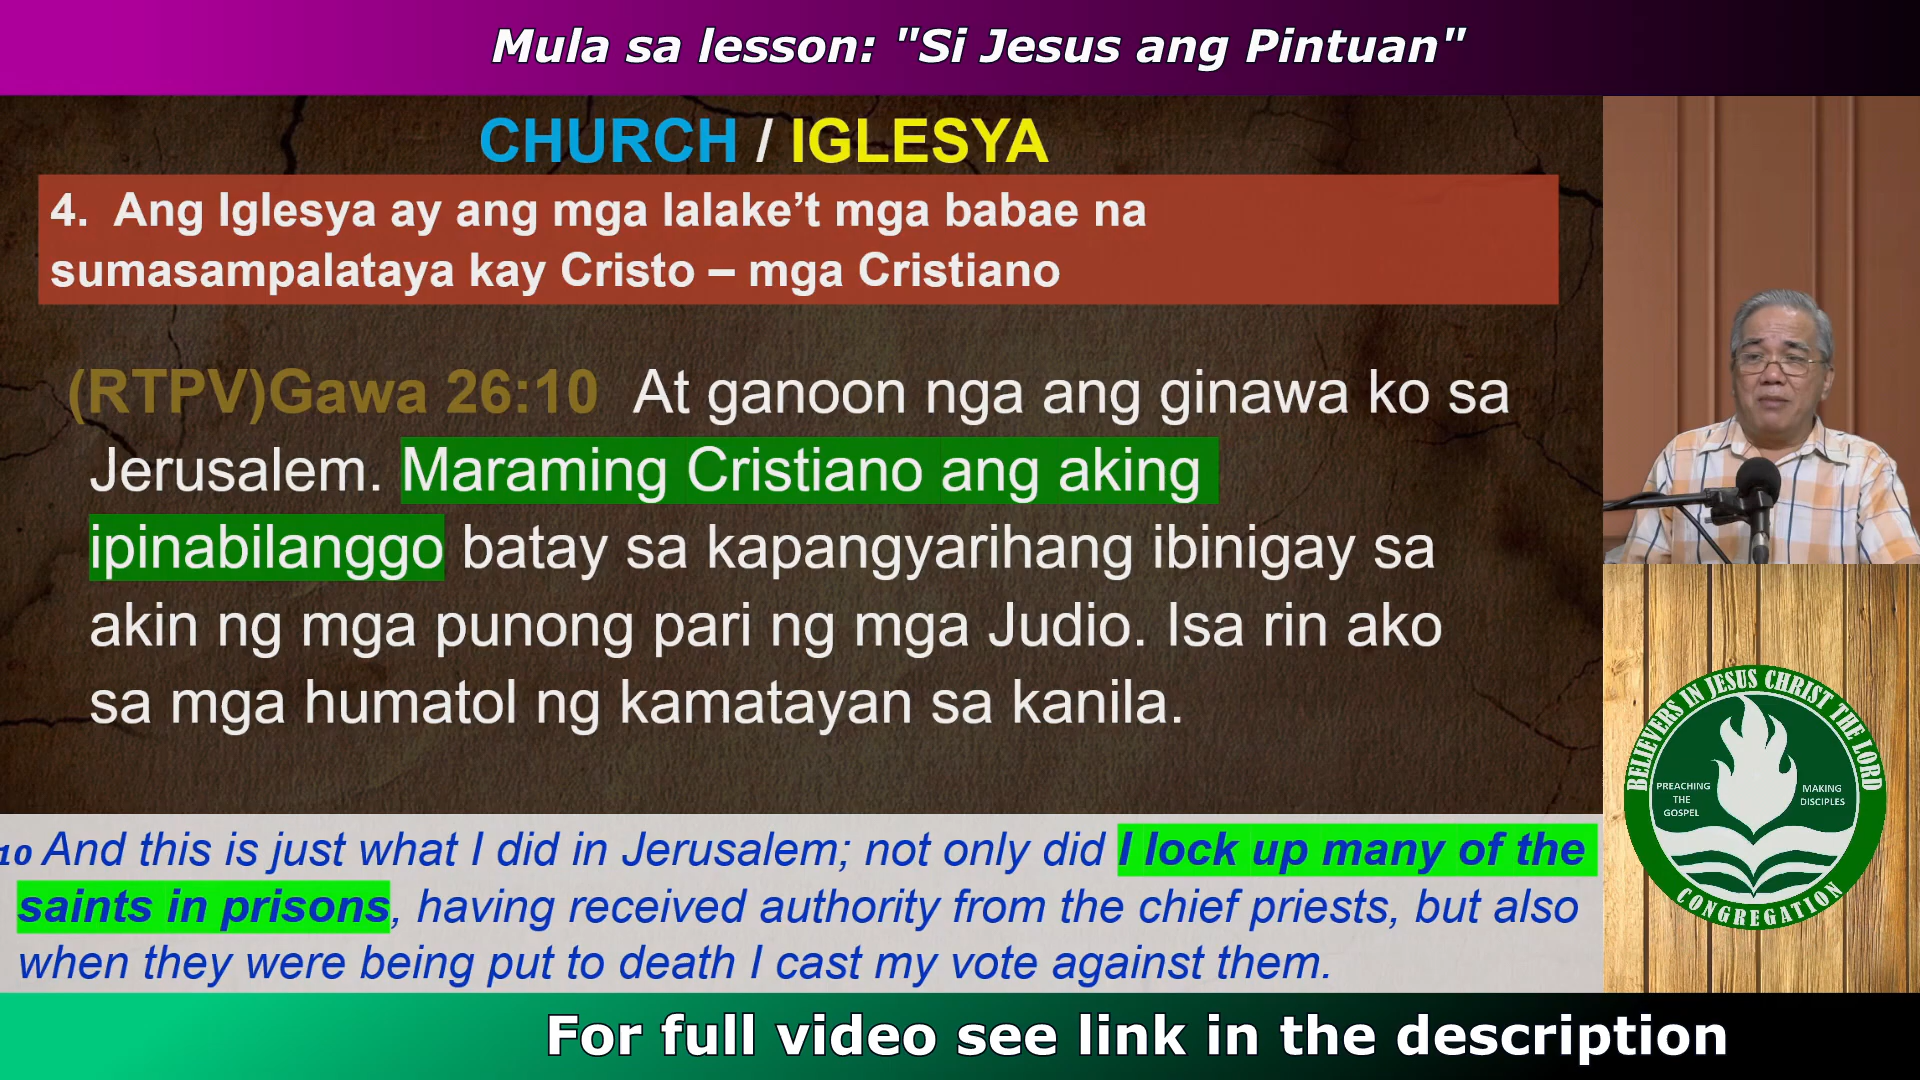 Mula sa lesson: "Si Jesus ang Pintuan"
CHURCH / IGLESYA
4. Ang Iglesya ay ang mga lalake’t mga babae na
sumasampalataya kay Cristo – mga Cristiano
(RTPV)Gawa 26:10 At ganoon nga ang ginawa ko sa
Jerusalem. Maraming Cristiano ang aking
ipinabilanggo batay sa kapangyarihang ibinigay sa
akin ng mga punong pari ng mga Judio. Isa rin ako
sa mga humatol ng kamatayan sa kanila.
10 And this is just what I did in Jerusalem; not only did I lock up many of the
saints in prisons, having received authority from the chief priests, but also
when they were being put to death I cast my vote against them.
BELIEVERS IN JESUS CHRIST THE LORD
PREACHING
THE
GOSPEL
MAKING
DISCIPLES
CONGREGATION
For full video see link in the description